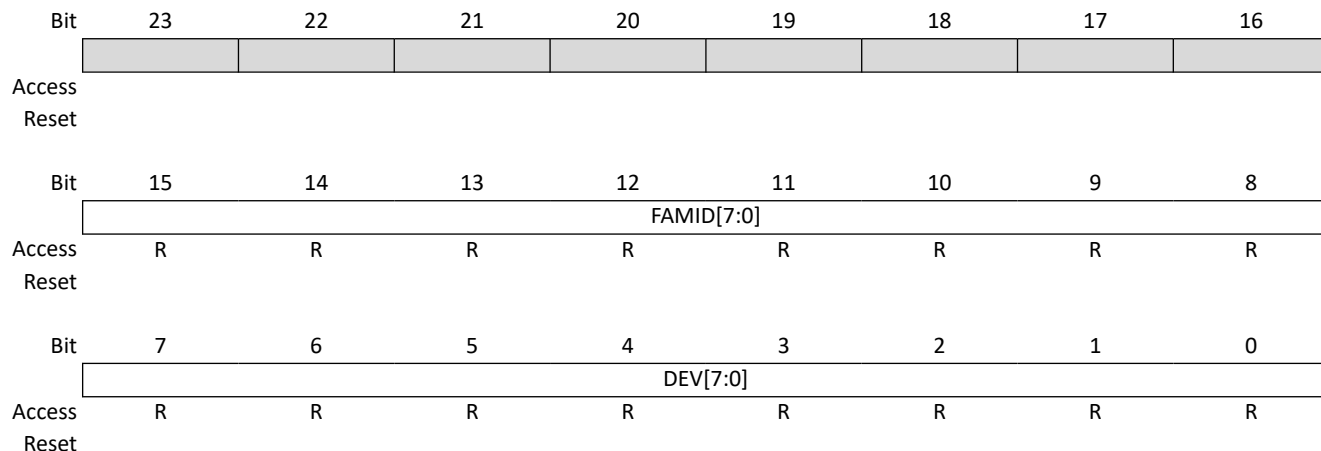 Bit 23 22 21 20 19 18 17 16
Access
Reset
Bit 15 14 13 12 11 10 9 8
FAMID[7:0]
Access R R R R R R R R
Reset
Bit 7 6 5 4 3 2 1 0
DEV[7:0]
Access R R R R R R R R
Reset